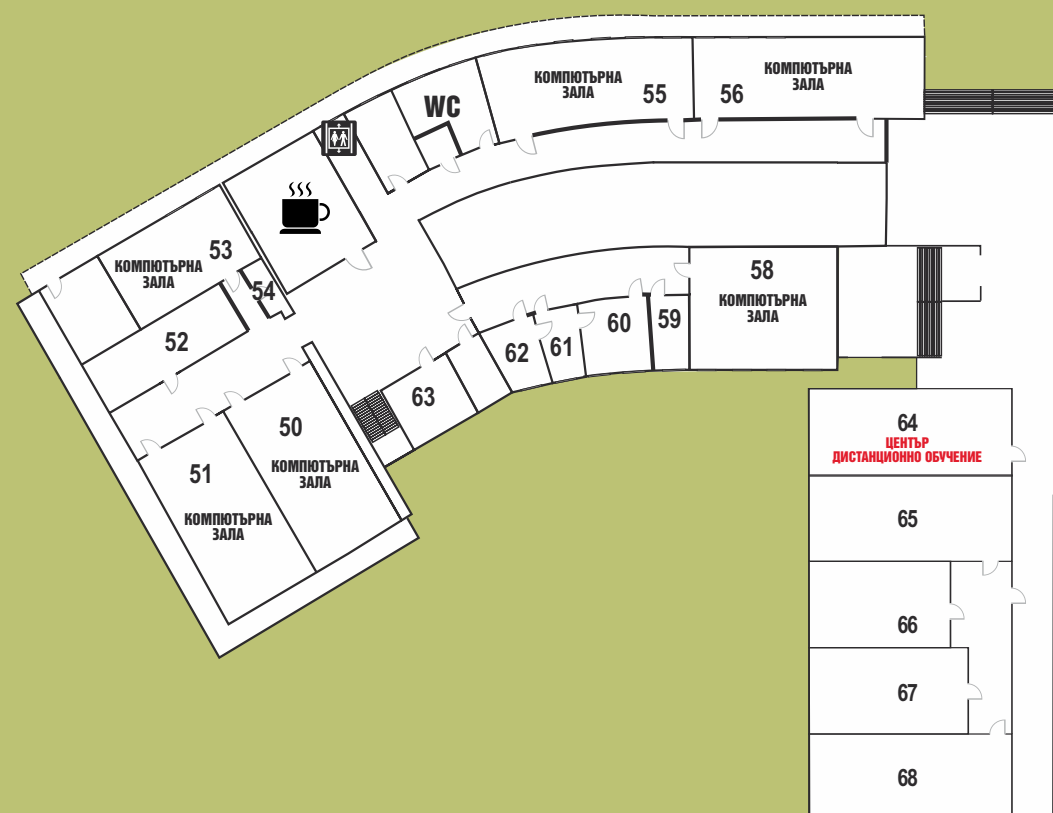 КОМПЮТЪРНА
ЗАЛА
55
56
КОМПЮТЪРНА
ЗАЛА
WC
53
КОМПЮТЪРНА
ЗАЛА
54
52
58
КОМПЮТЪРНА
ЗАЛА
59
60
61
62
63
50
КОМПЮТЪРНА
ЗАЛА
51
КОМПЮТЪРНА
ЗАЛА
64
ЦЕНТЪР
ДИСТАНЦИОННО ОБУЧЕНИЕ
65
66
67
68